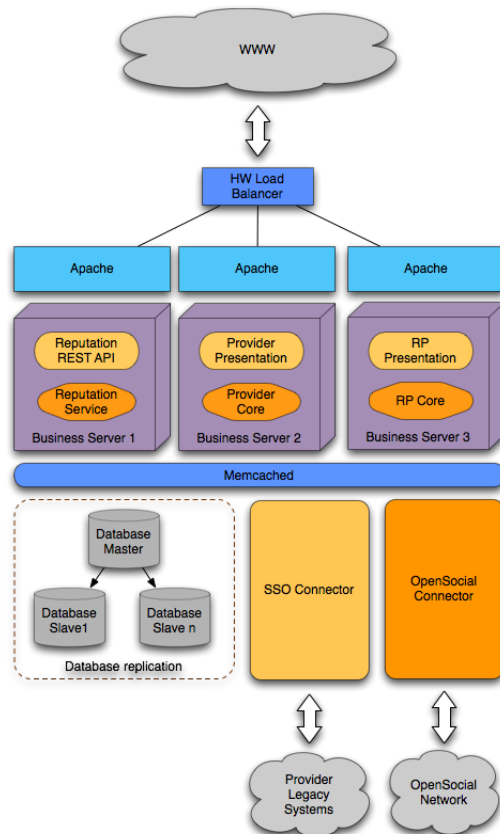 WWW
HW Load
Balancer
Apache
Apache
Apache
Reputation
REST API
Reputation
Service
Business Server 1
Provider
Presentation
Provider
Core
Business Server 2
RP
Presentation
RP Core
Business Server 3
Memcached
Database
Master
Database
Slave1
Database
Slave n
Database replication
SSO Connector
OpenSocial
Connector
Provider
Legacy
Systems
OpenSocial
Network